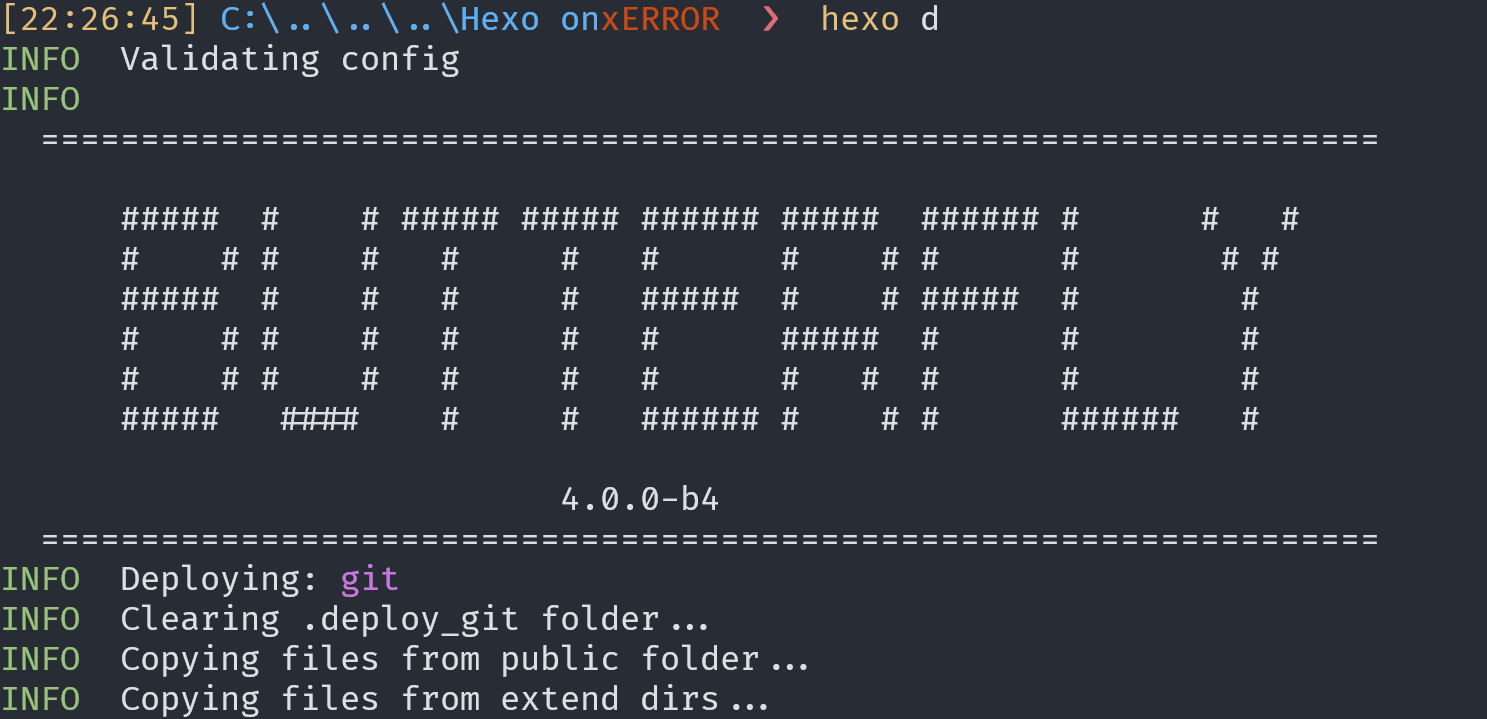 [22:26:45] C:\..\..\..\Hexo onxERROR ❯ hexo d
INFO  Validating config
INFO
  ===================================================================

      #####  #    # ##### ##### ###### #####  ###### #      #   #
      #    # #    #   #     #   #      #    # #      #       # #
      #####  #    #   #     #   #####  #    # #####  #        #
      #    # #    #   #     #   #      #####  #      #        #
      #    # #    #   #     #   #      #   #  #      #        #
      #####   ####    #     #   ###### #    # #      ######   #

                            4.0.0-b4
  ===================================================================
INFO  Deploying: git
INFO  Clearing .deploy_git folder...
INFO  Copying files from public folder...
INFO  Copying files from extend dirs...